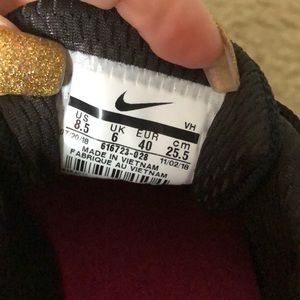 VH
US UK EUR cm
8.5 6 40 25.5
616723-028
07/20/18 11/02/18
MADE IN VIETNAM
FABRIQUE AU VIETNAM